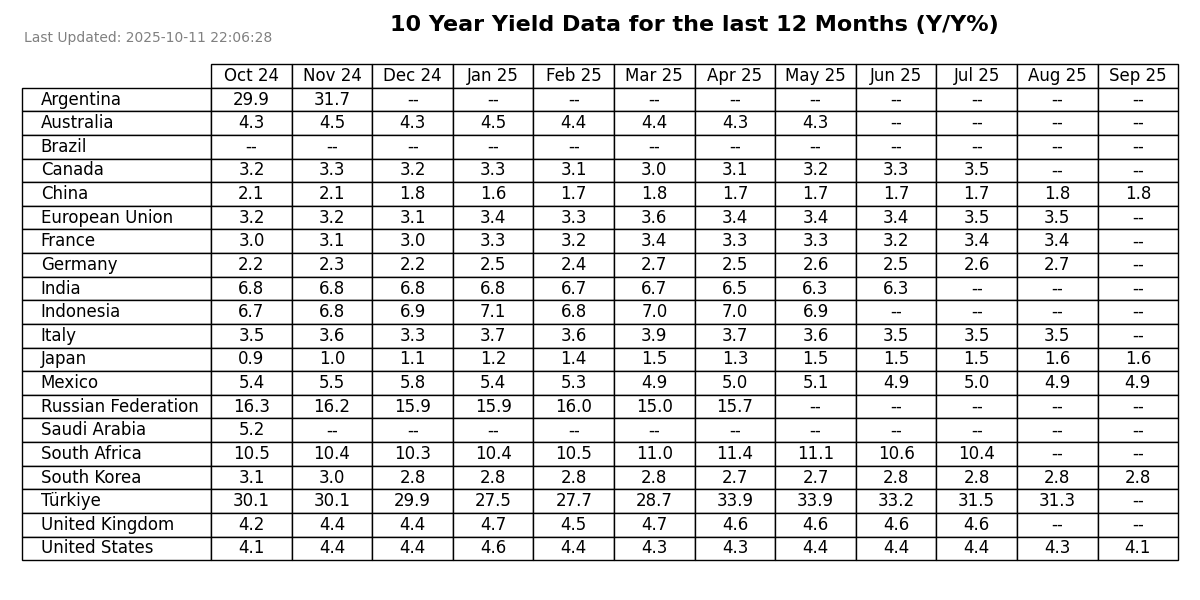 10 Year Yield Data for the last 12 Months (Y/Y%)
Last Updated: 2025-10-11 22:06:28
Oct 24 Nov 24 Dec 24 Jan 25 Feb 25 Mar 25 Apr 25 May 25 Jun 25 Jul 25 Aug 25 Sep 25
Argentina 29.9 31.7 -- -- -- -- -- -- -- -- -- --
Australia 4.3 4.5 4.3 4.5 4.4 4.4 4.3 4.3 -- -- -- --
Brazil -- -- -- -- -- -- -- -- -- -- -- --
Canada 3.2 3.3 3.2 3.3 3.1 3.0 3.1 3.2 3.3 3.5 -- --
China 2.1 2.1 1.8 1.6 1.7 1.8 1.7 1.7 1.7 1.7 1.8 1.8
European Union 3.2 3.2 3.1 3.4 3.3 3.6 3.4 3.4 3.4 3.5 3.5 --
France 3.0 3.1 3.0 3.3 3.2 3.4 3.3 3.3 3.2 3.4 3.4 --
Germany 2.2 2.3 2.2 2.5 2.4 2.7 2.5 2.6 2.5 2.6 2.7 --
India 6.8 6.8 6.8 6.8 6.7 6.7 6.5 6.3 6.3 -- -- --
Indonesia 6.7 6.8 6.9 7.1 6.8 7.0 7.0 6.9 -- -- -- --
Italy 3.5 3.6 3.3 3.7 3.6 3.9 3.7 3.6 3.5 3.5 3.5 --
Japan 0.9 1.0 1.1 1.2 1.4 1.5 1.3 1.5 1.5 1.5 1.6 1.6
Mexico 5.4 5.5 5.8 5.4 5.3 4.9 5.0 5.1 4.9 5.0 4.9 4.9
Russian Federation 16.3 16.2 15.9 15.9 16.0 15.0 15.7 -- -- -- -- --
Saudi Arabia 5.2 -- -- -- -- -- -- -- -- -- -- --
South Africa 10.5 10.4 10.3 10.4 10.5 11.0 11.4 11.1 10.6 10.4 -- --
South Korea 3.1 3.0 2.8 2.8 2.8 2.8 2.7 2.7 2.8 2.8 2.8 2.8
Türkiye 30.1 30.1 29.9 27.5 27.7 28.7 33.9 33.9 33.2 31.5 31.3 --
United Kingdom 4.2 4.4 4.4 4.7 4.5 4.7 4.6 4.6 4.6 4.6 -- --
United States 4.1 4.4 4.4 4.6 4.4 4.3 4.3 4.4 4.4 4.4 4.3 4.1